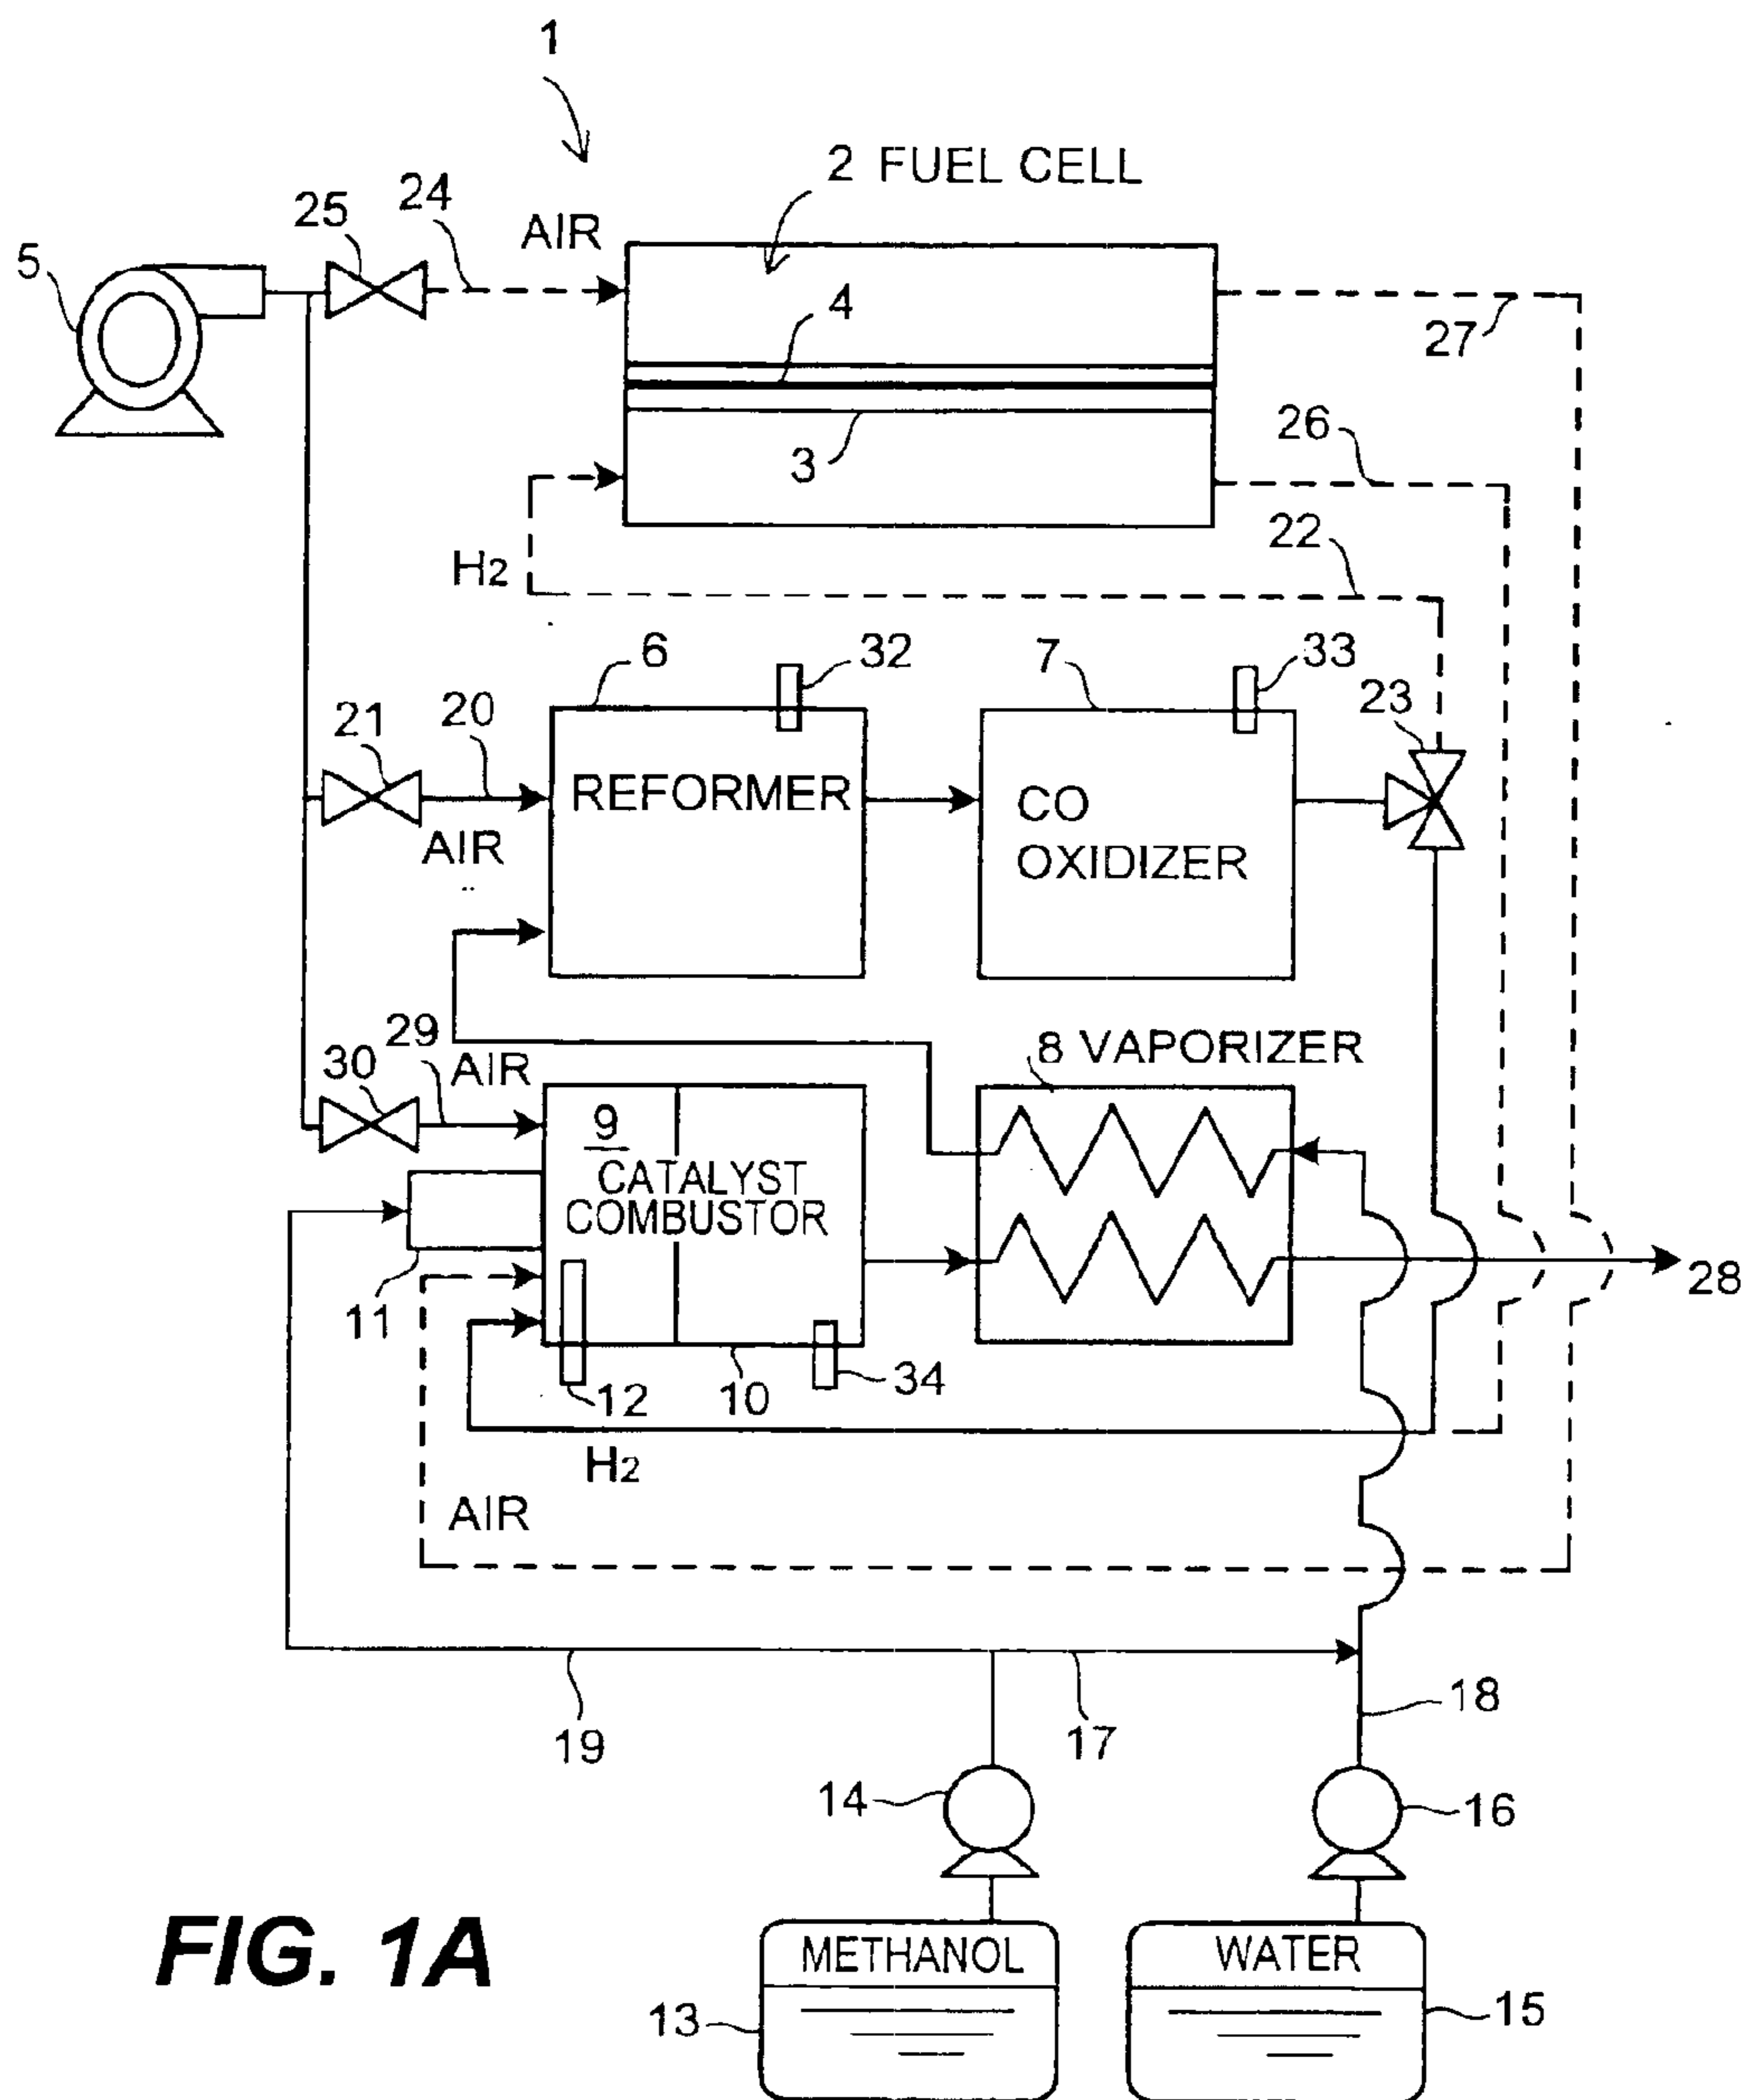 1
2 FUEL CELL
24
25
AIR
5
4
27
26
3
22
H2
6
32
7
33
23
21
20
REFORMER
CO
OXIDIZER
AIR
29
8 VAPORIZER
30
AIR
9
CATALYST
COMBUSTOR
28
11
34
12
10
H2
AIR
18
19
17
14
16
FIG. 1A
METHANOL
WATER
13
15